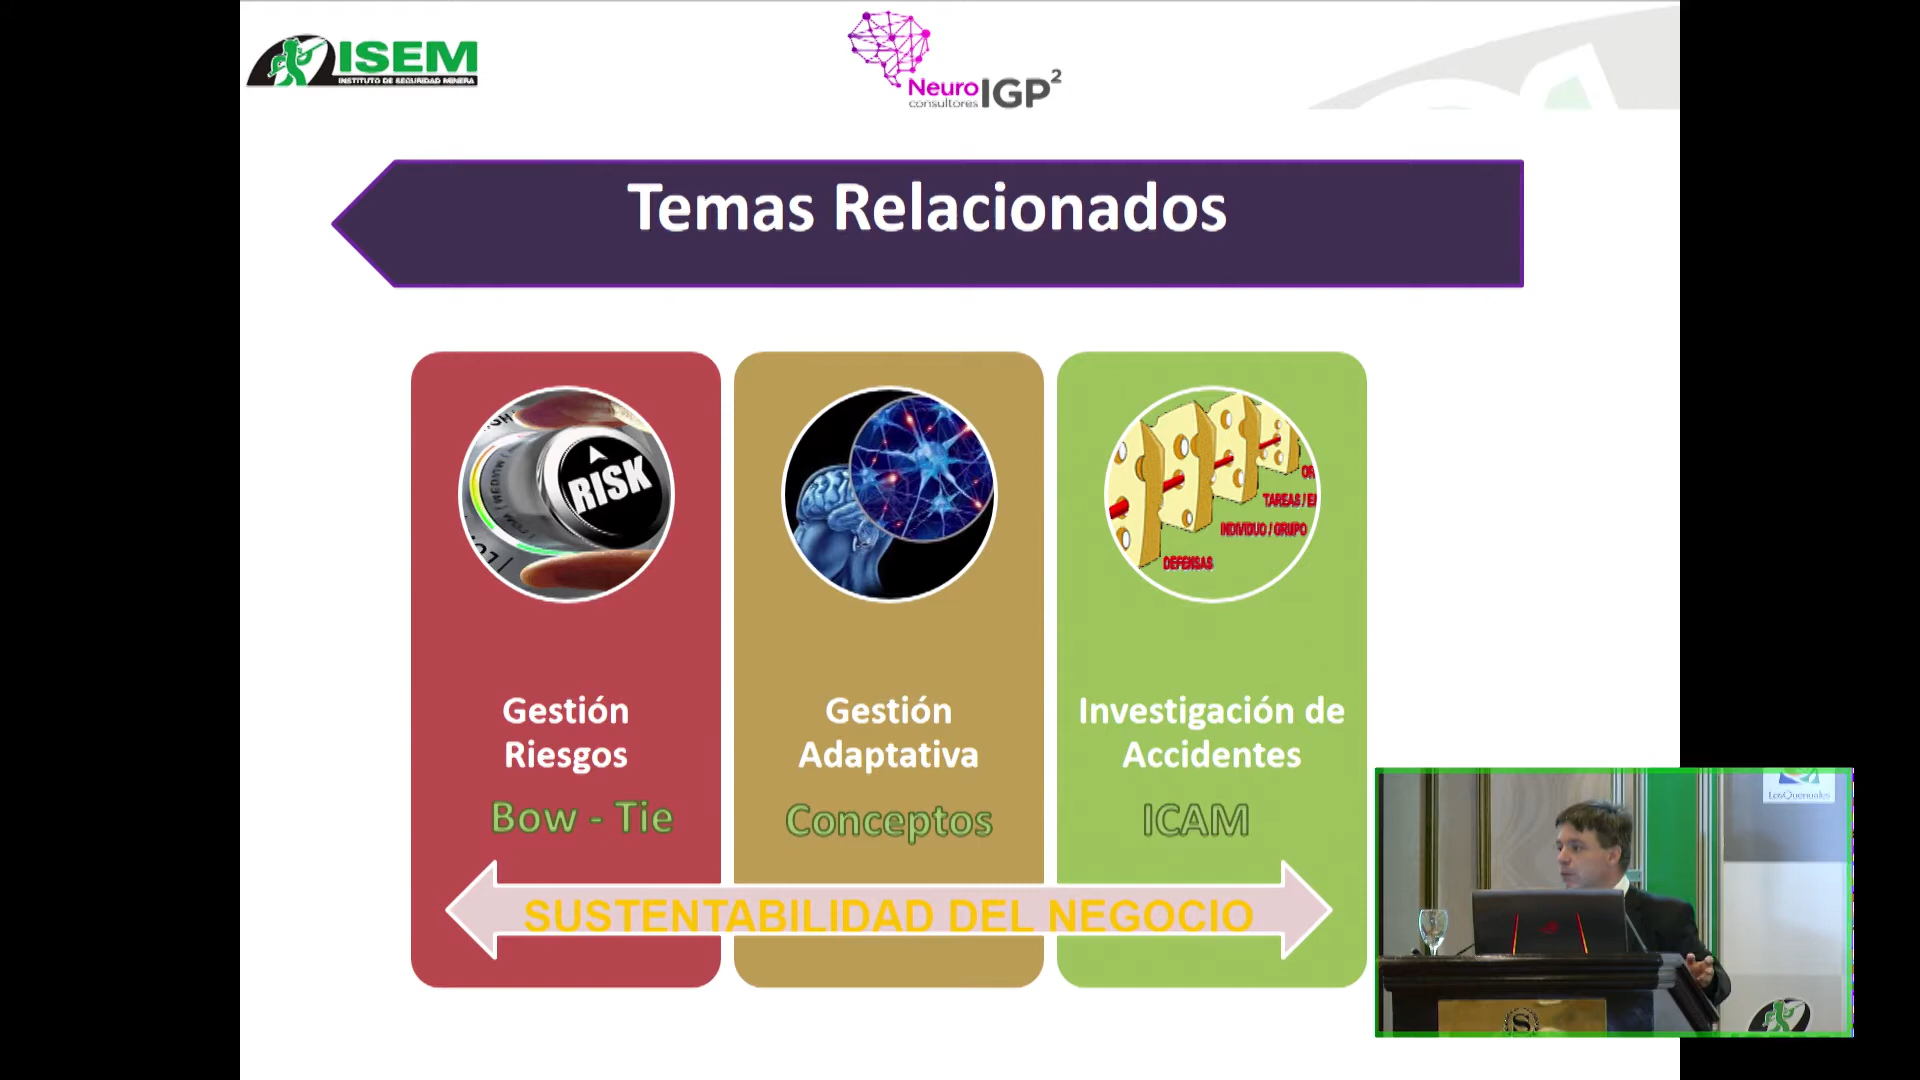 ISEM
INSTITUTO DE SEGURIDAD MINERA
Neuro
consultores
IGP²
Temas Relacionados
RISK
TAREAS /
INDIVIDUO / GRUPO
DEFENSAS
Gestión
Riesgos
Bow - Tie
Gestión
Adaptativa
Conceptos
Investigación de
Accidentes
ICAM
SUSTENTABILIDAD DEL NEGOCIO
LosQuenuales
S